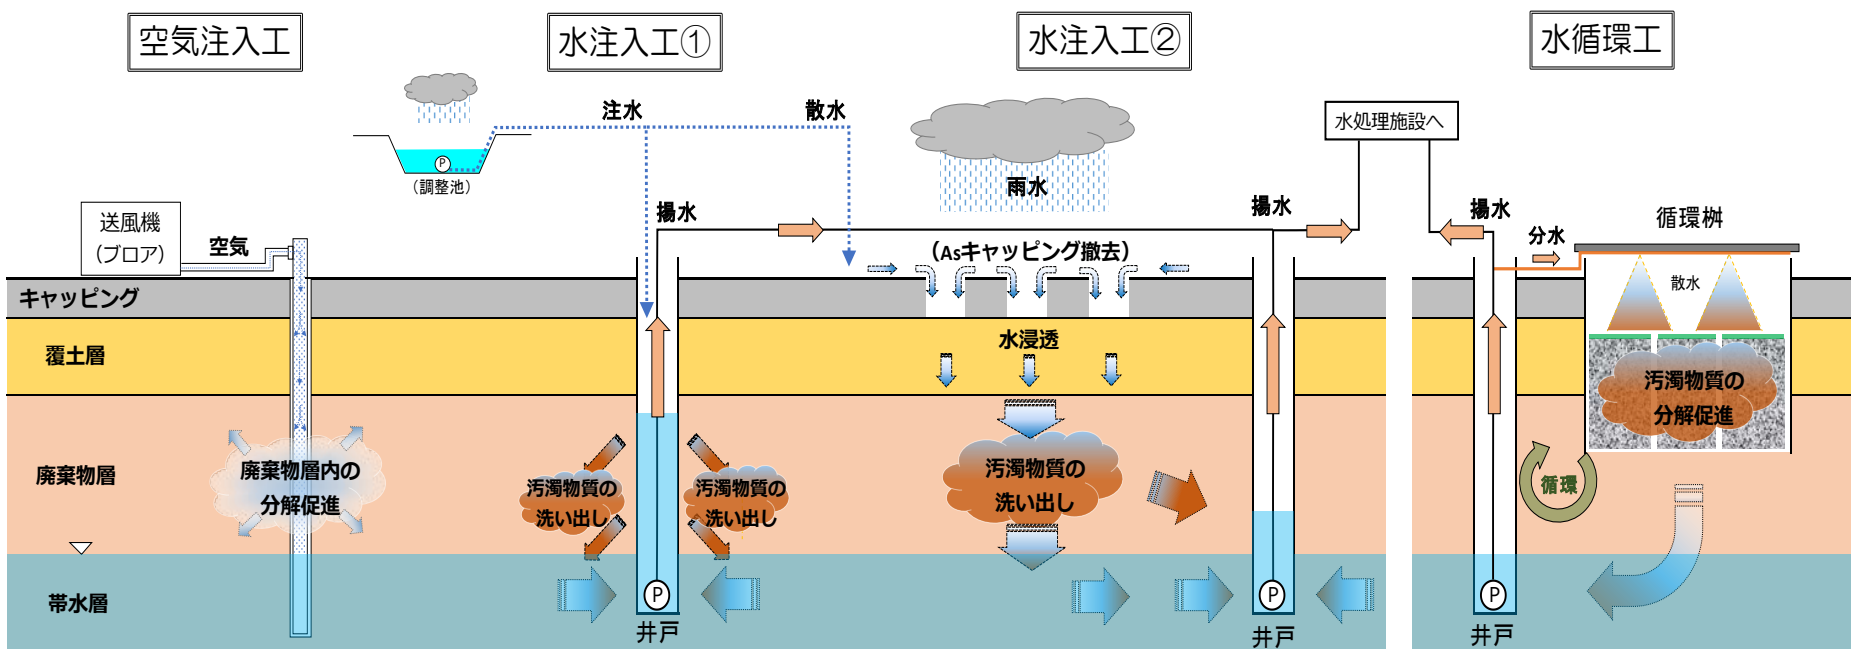 空気注入工
水注入工①
水注入工②
水循環工
注水
散水
水処理施設へ
P
(調整池)
雨水
送風機
(ブロア)
空気
揚水
揚水
揚水
分水
循環桝
(Asキャッピング撤去)
散水
キャッピング
覆土層
水浸透
汚濁物質の
分解促進
廃棄物層
廃棄物層内の
分解促進
汚濁物質の
洗い出し
汚濁物質の
洗い出し
汚濁物質の
洗い出し
循環
帯水層
P
P
P
井戸
井戸
井戸